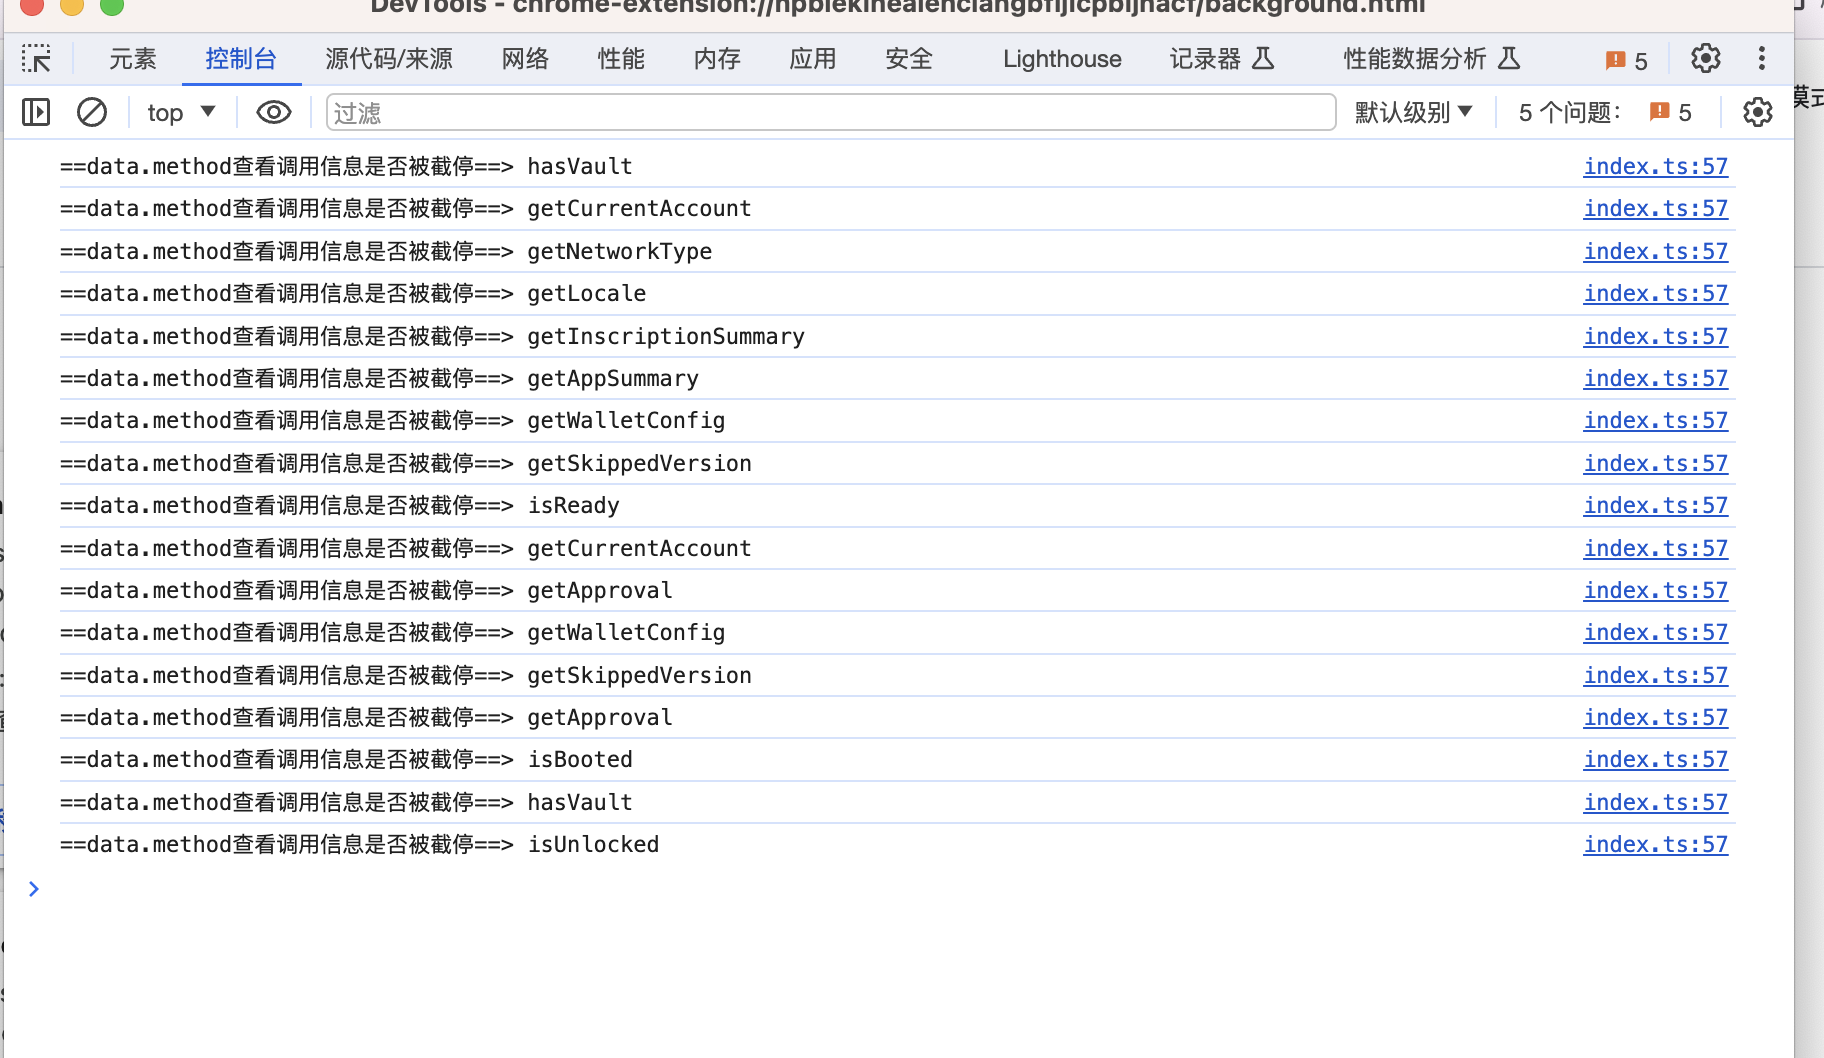 DevTools - chrome-extension://
/background.html
元素 控制台 源代码/来源 网络 性能 内存 应用 安全 Lighthouse 记录器 性能数据分析 5
top 过滤 默认级别 5 个问题： 5
==data.method查看调用信息是否被截停==> hasVault index.ts:57
==data.method查看调用信息是否被截停==> getCurrentAccount index.ts:57
==data.method查看调用信息是否被截停==> getNetworkType index.ts:57
==data.method查看调用信息是否被截停==> getLocale index.ts:57
==data.method查看调用信息是否被截停==> getInscriptionSummary index.ts:57
==data.method查看调用信息是否被截停==> getAppSummary index.ts:57
==data.method查看调用信息是否被截停==> getWalletConfig index.ts:57
==data.method查看调用信息是否被截停==> getSkippedVersion index.ts:57
==data.method查看调用信息是否被截停==> isReady index.ts:57
==data.method查看调用信息是否被截停==> getCurrentAccount index.ts:57
==data.method查看调用信息是否被截停==> getApproval index.ts:57
==data.method查看调用信息是否被截停==> getWalletConfig index.ts:57
==data.method查看调用信息是否被截停==> getSkippedVersion index.ts:57
==data.method查看调用信息是否被截停==> getApproval index.ts:57
==data.method查看调用信息是否被截停==> isBooted index.ts:57
==data.method查看调用信息是否被截停==> hasVault index.ts:57
==data.method查看调用信息是否被截停==> isUnlocked index.ts:57